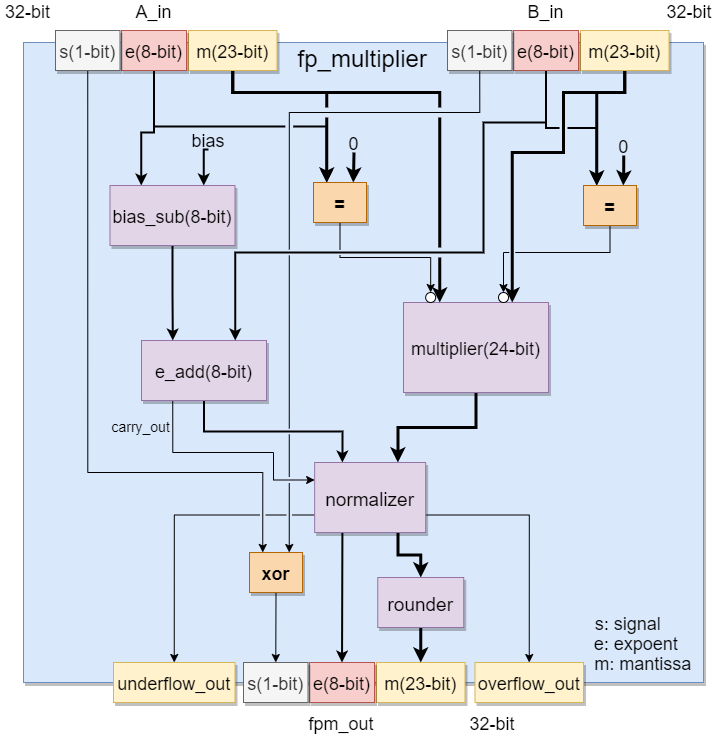 32-bit A_in B_in 32-bit
s(1-bit) e(8-bit) m(23-bit) s(1-bit) e(8-bit) m(23-bit)
fp_multiplier
bias 0 0
= =
bias_sub(8-bit)
multiplier(24-bit)
e_add(8-bit)
carry_out
normalizer
xor
rounder
s: signal
e: expoent
m: mantissa
underflow_out s(1-bit) e(8-bit) m(23-bit) overflow_out
fpm_out 32-bit